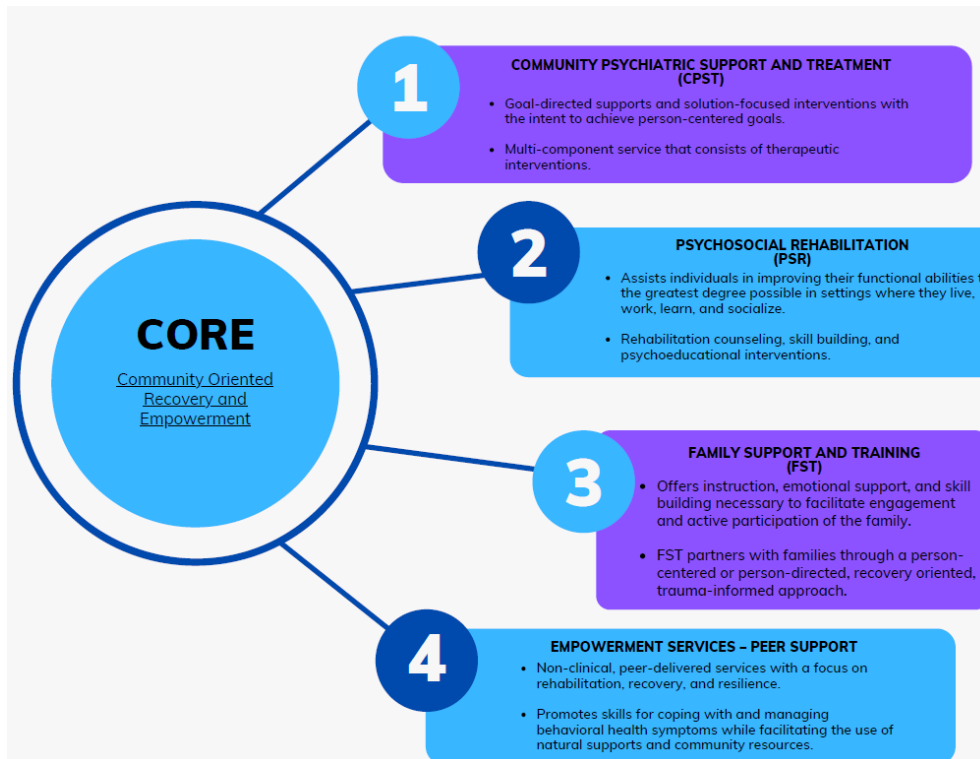 1
COMMUNITY PSYCHIATRIC SUPPORT AND TREATMENT
(CPST)
• Goal-directed supports and solution-focused interventions with
the intent to achieve person-centered goals.
• Multi-component service that consists of therapeutic
interventions.
2
PSYCHOSOCIAL REHABILITATION
(PSR)
• Assists individuals in improving their functional abilities t
the greatest degree possible in settings where they live,
work, learn, and socialize.
• Rehabilitation counseling, skill building, and
psychoeducational interventions.
CORE
Community Oriented
Recovery and
Empowerment
3
FAMILY SUPPORT AND TRAINING
(FST)
• Offers instruction, emotional support, and skill
building necessary to facilitate engagement
and active participation of the family.
• FST partners with families through a person-
centered or person-directed, recovery oriented,
trauma-informed approach.
4
EMPOWERMENT SERVICES – PEER SUPPORT
• Non-clinical, peer-delivered services with a focus on
rehabilitation, recovery, and resilience.
• Promotes skills for coping with and managing
behavioral health symptoms while facilitating the use of
natural supports and community resources.